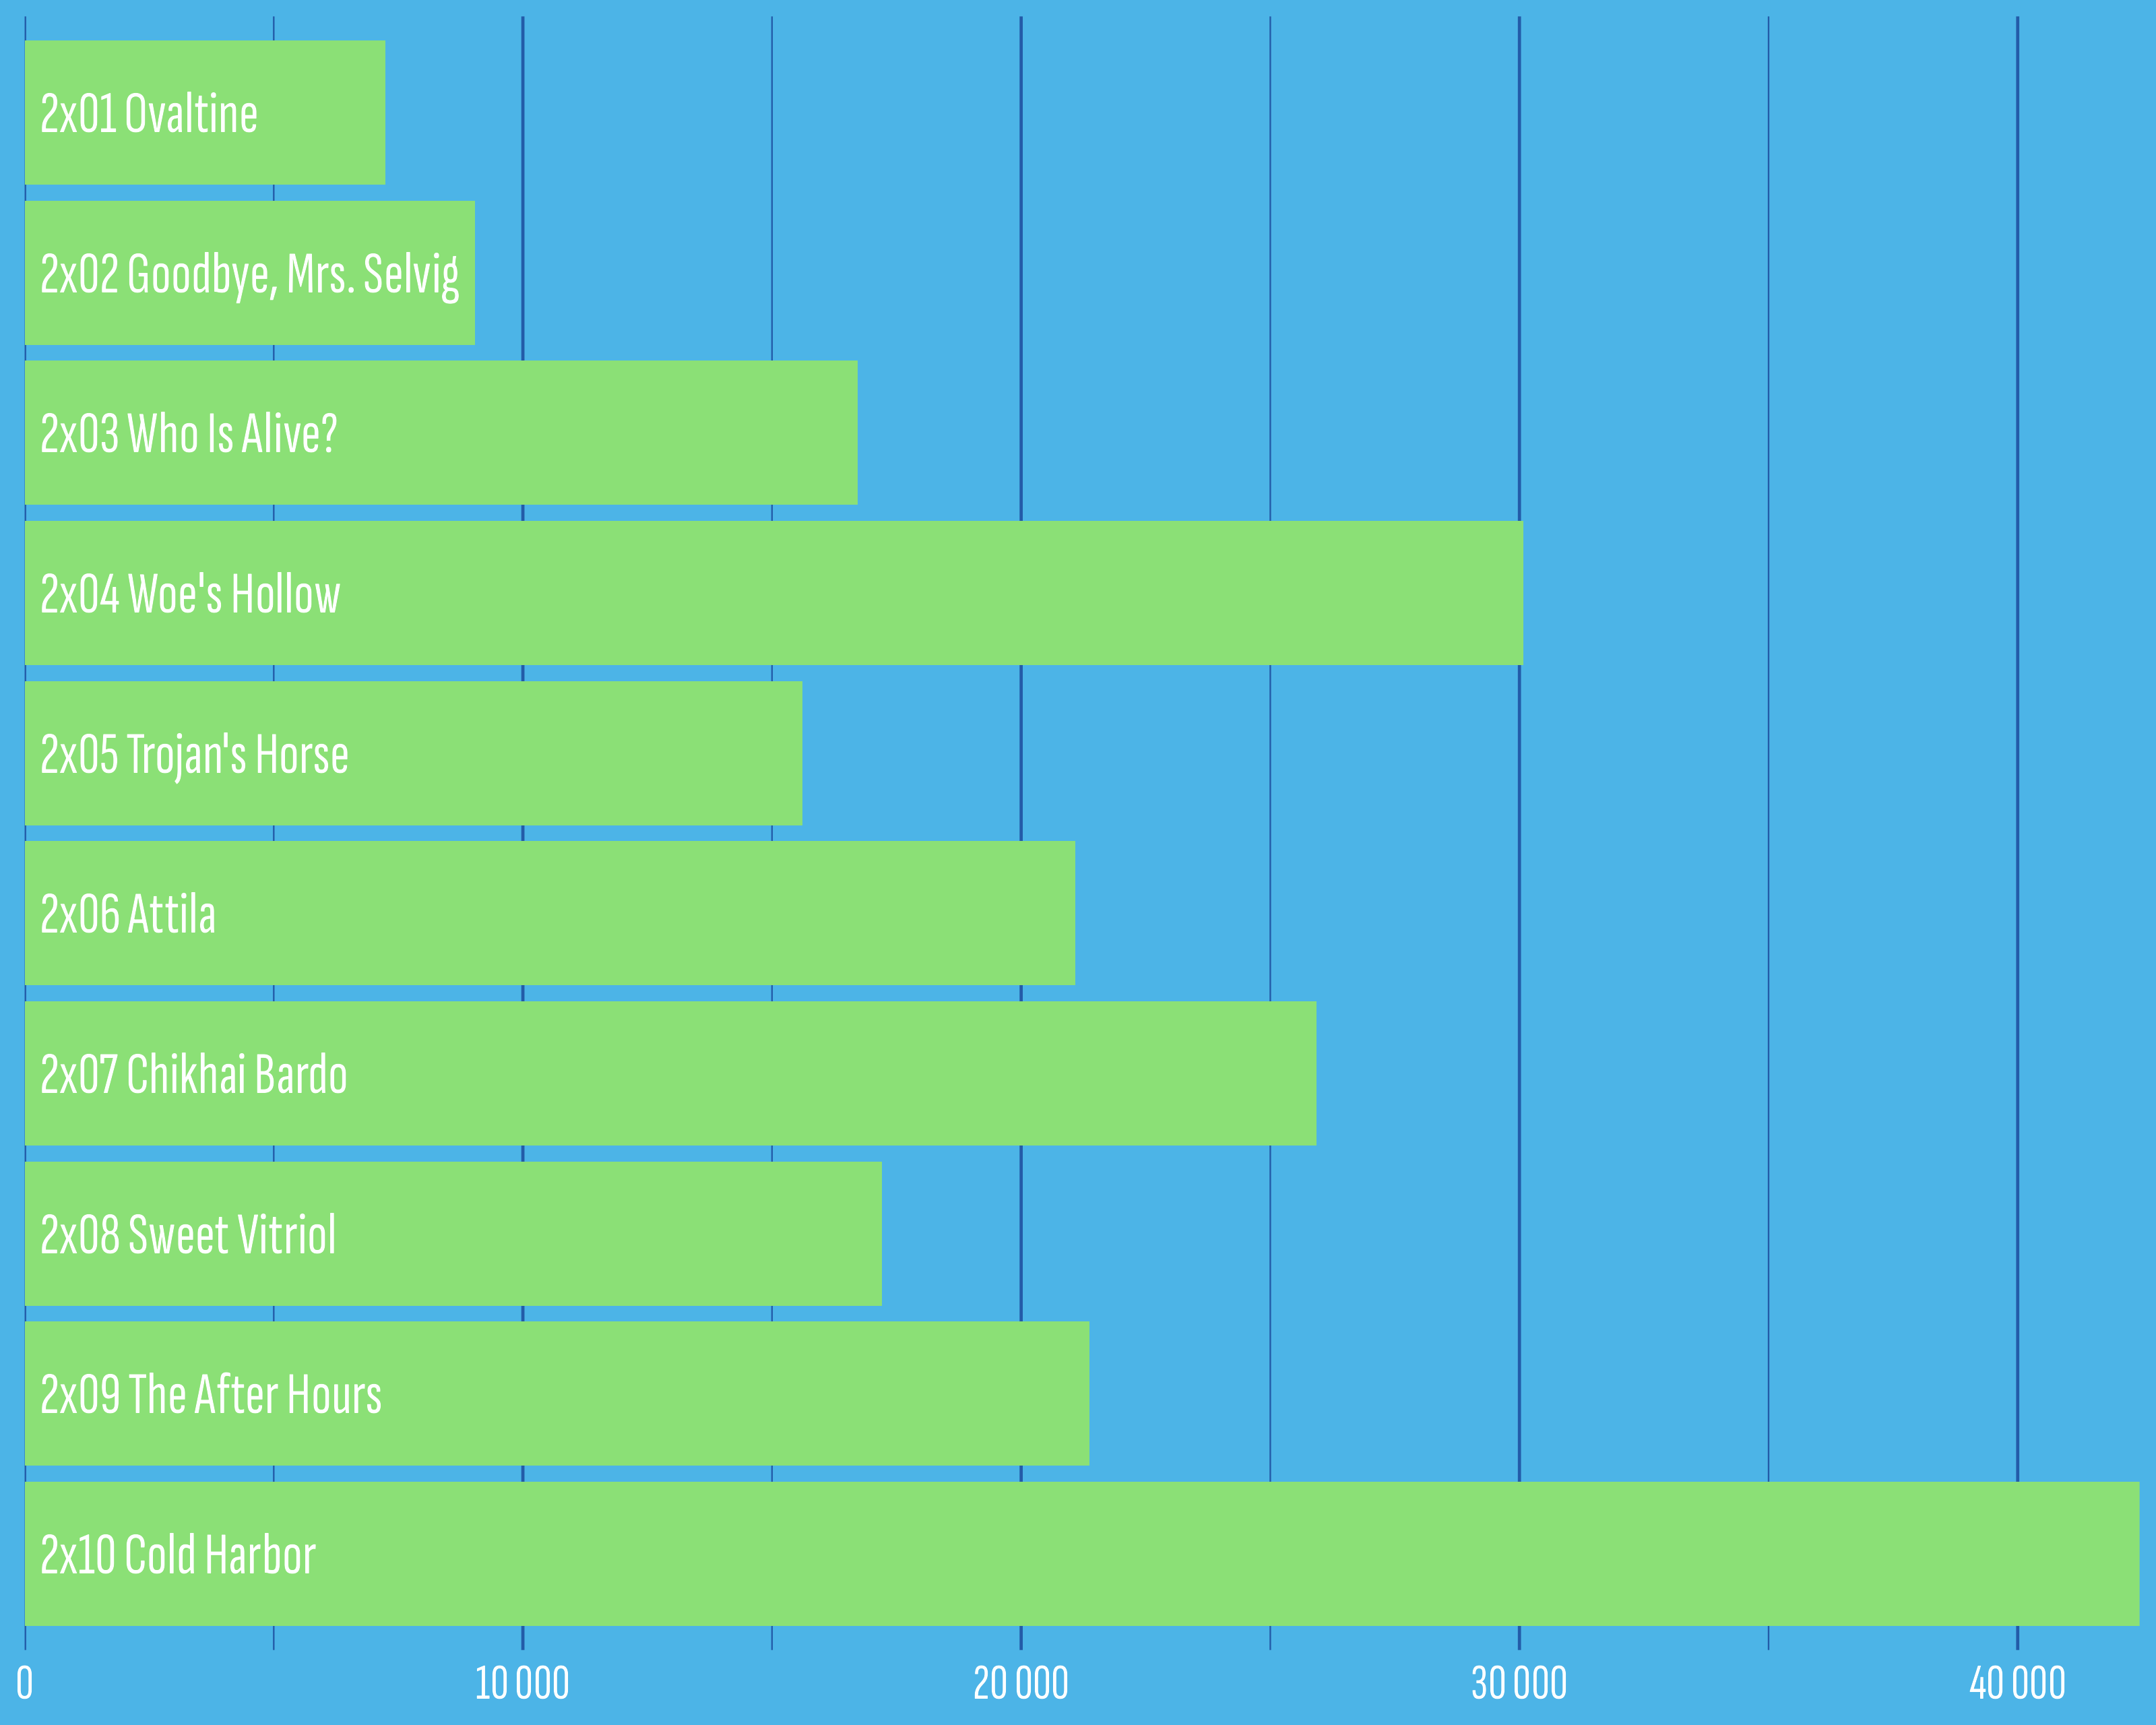 2x01 Ovaltine
2x02 Goodbye, Mrs. Selvig
2x03 Who Is Alive?
2x04 Woe's Hollow
2x05 Trojan's Horse
2x06 Attila
2x07 Chikhai Bardo
2x08 Sweet Vitriol
2x09 The After Hours
2x10 Cold Harbor
0 10 000 20 000 30 000 40 000